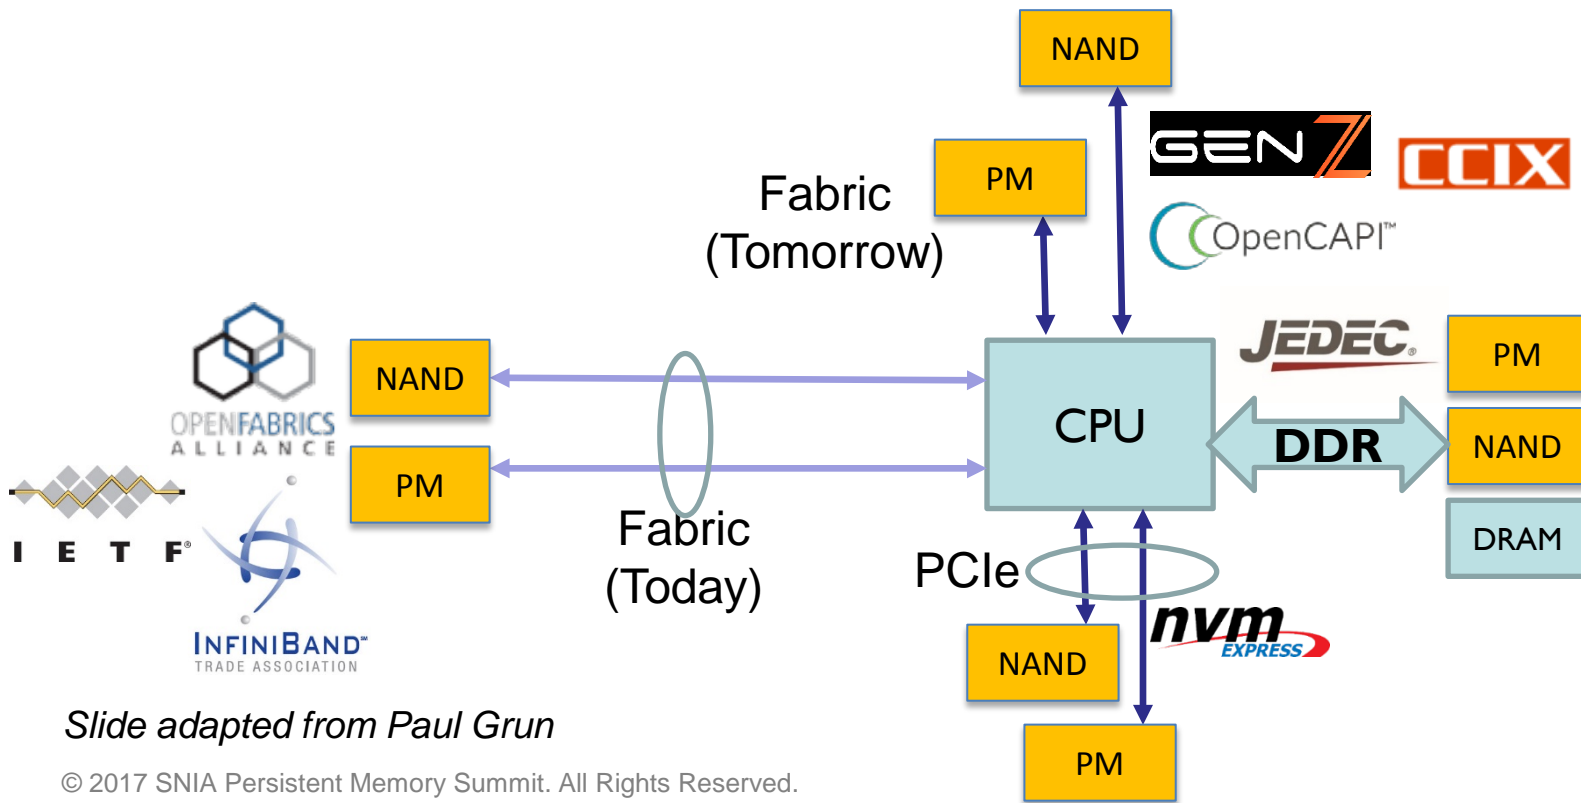 NAND
GEN Z
CCIX
PM
Fabric
(Tomorrow)
OpenCAPI™
JEDEC®
PM
OPENFABRICS
ALLIANCE
NAND
CPU
DDR
NAND
PM
IETF®
Fabric
(Today)
PCIe
DRAM
nvm
EXPRESS
INFINIBAND℠
TRADE ASSOCIATION
NAND
Slide adapted from Paul Grun
PM
© 2017 SNIA Persistent Memory Summit. All Rights Reserved.